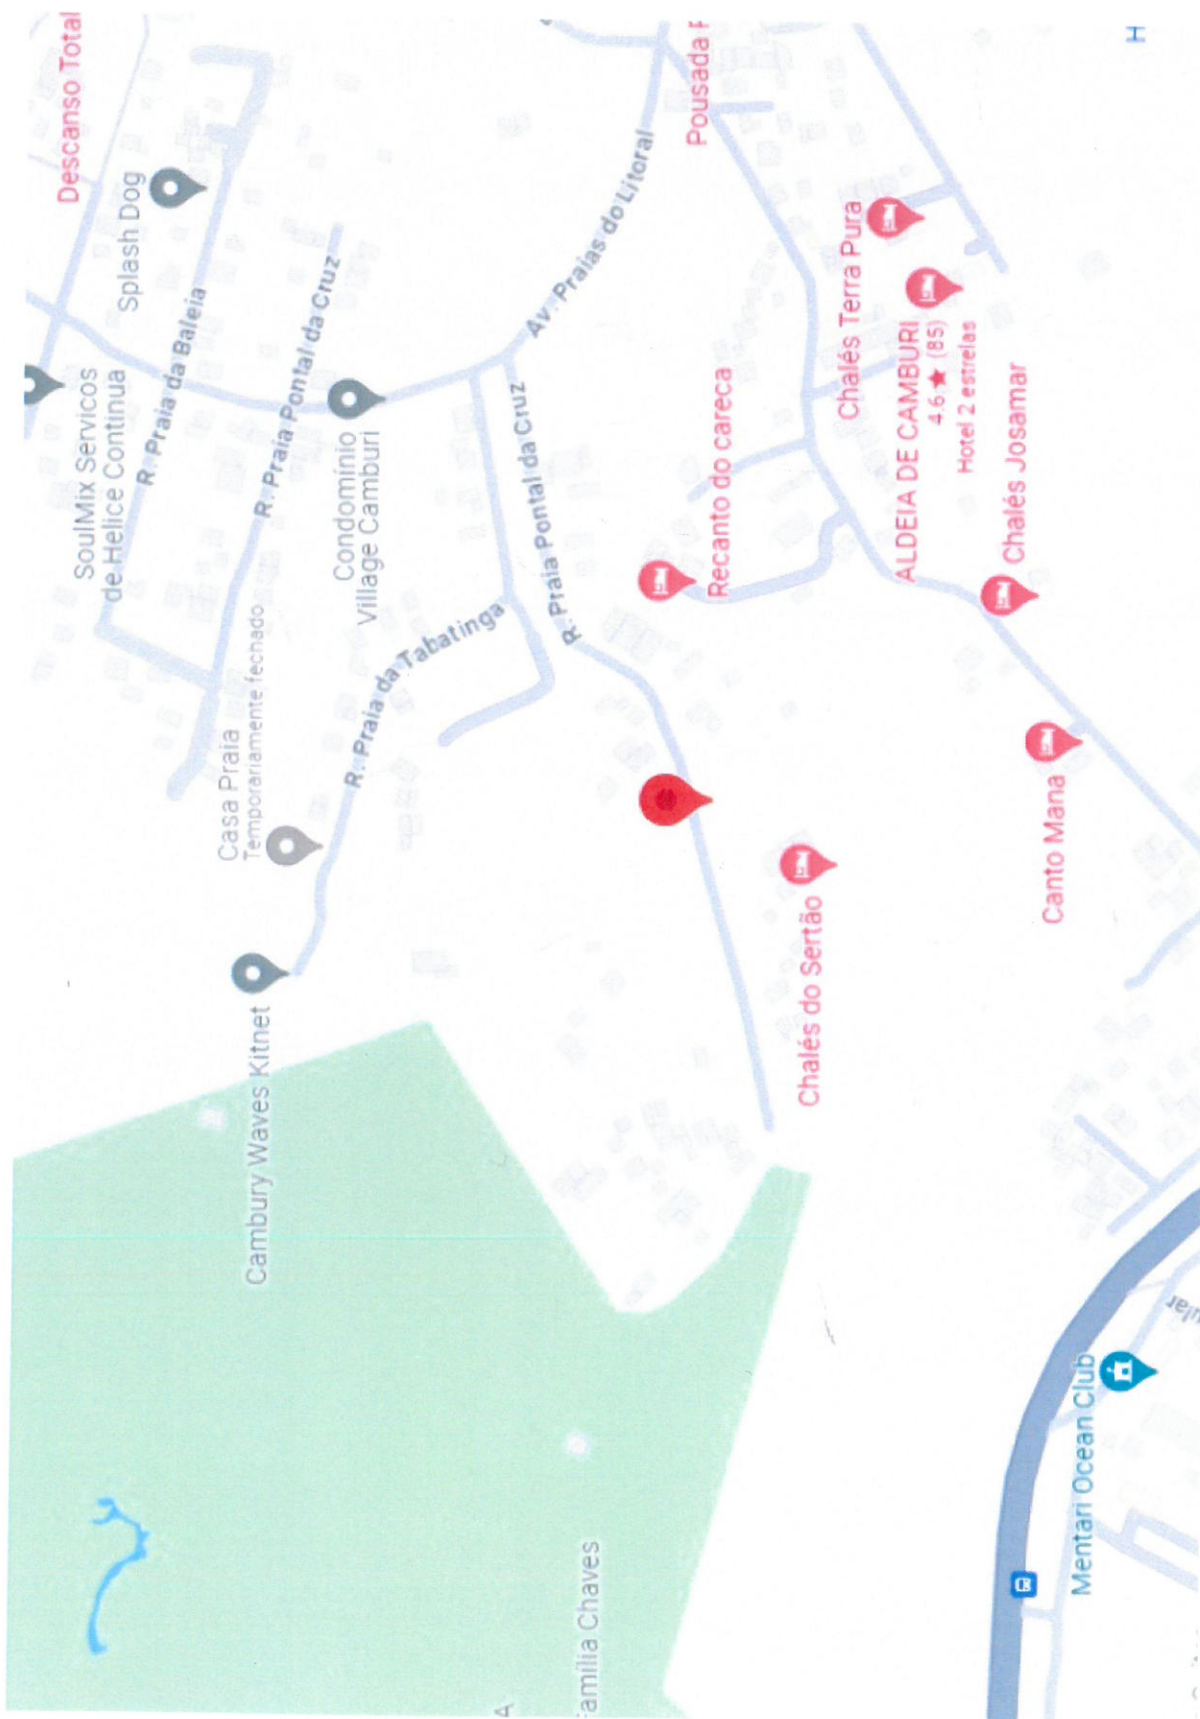 Descanso Total
Splash Dog
SoulMix Servicos
de Helice Continua
R. Praia da Baleia
R. Praia Pontal da Cruz
Condomínio
Village Camburi
Av. Praias do Litoral
Pousada
Casa Praia
Temporariamente fechado
R. Praia da Tabatinga
R. Praia Pontal da Cruz
Recanto do careca
Chalés Terra Pura
ALDEIA DE CAMBURI
4.6 ★ (85)
Hotel 2 estrelas
Chalés Josamar
Canto Mana
Chalés do Sertão
Cambury Waves Kitnet
Mentari Ocean Club
amília Chaves
A
H
ular